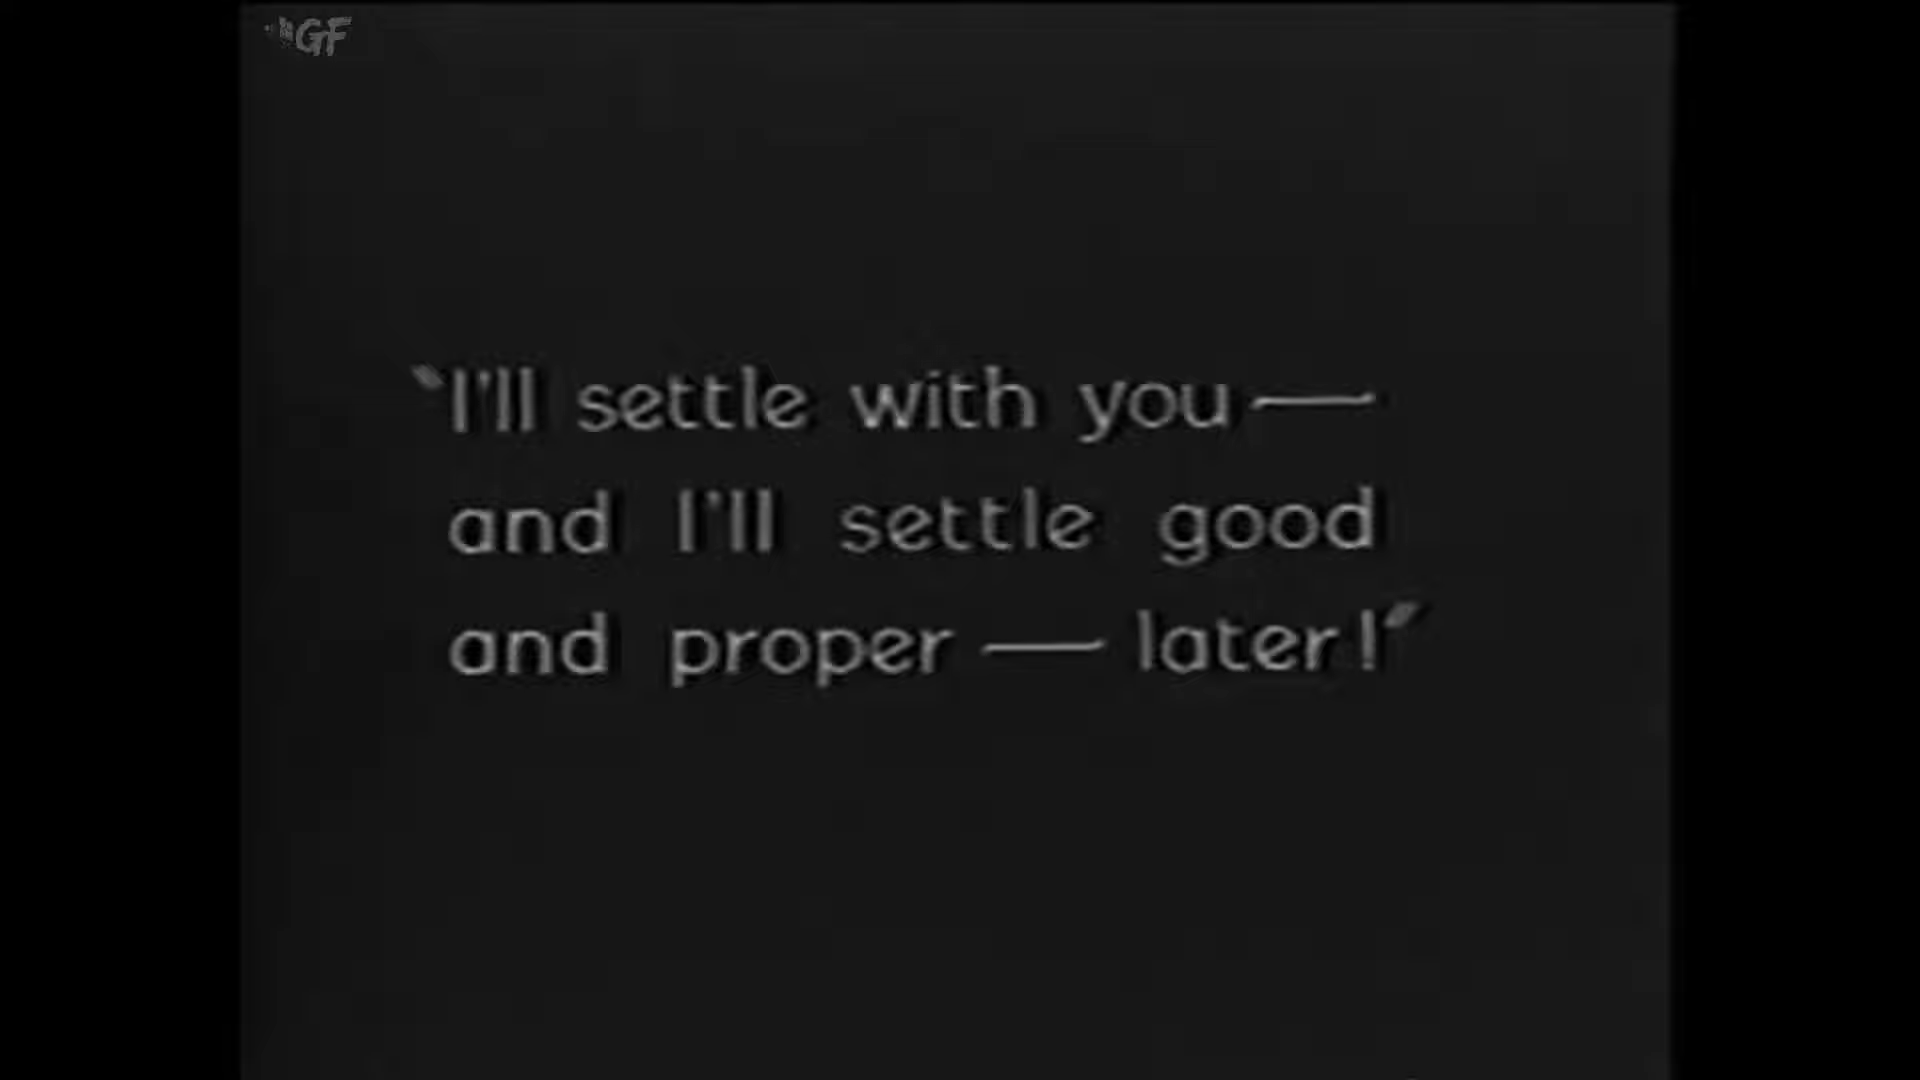 GF
"I'll settle with you —
and I'll settle good
and proper — later!"